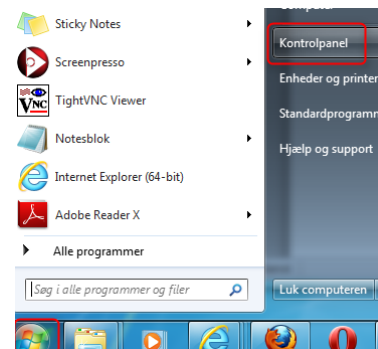 Sticky Notes
Screenpresso
TightVNC Viewer
Notesblok
Internet Explorer (64-bit)
Adobe Reader X
Alle programmer
Søg i alle programmer og filer
Kontrolpanel
Enheder og printer
Standardprogramm
Hjælp og support
Luk computeren
VNC